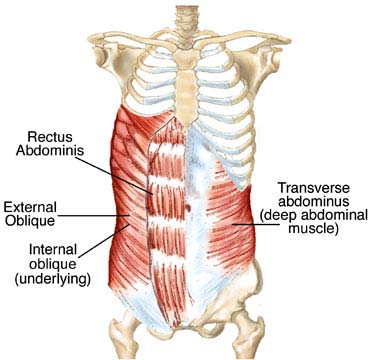 Rectus
Abdominis
External
Oblique
Internal
oblique
(underlying)
Transverse
abdominus
(deep abdominal
muscle)